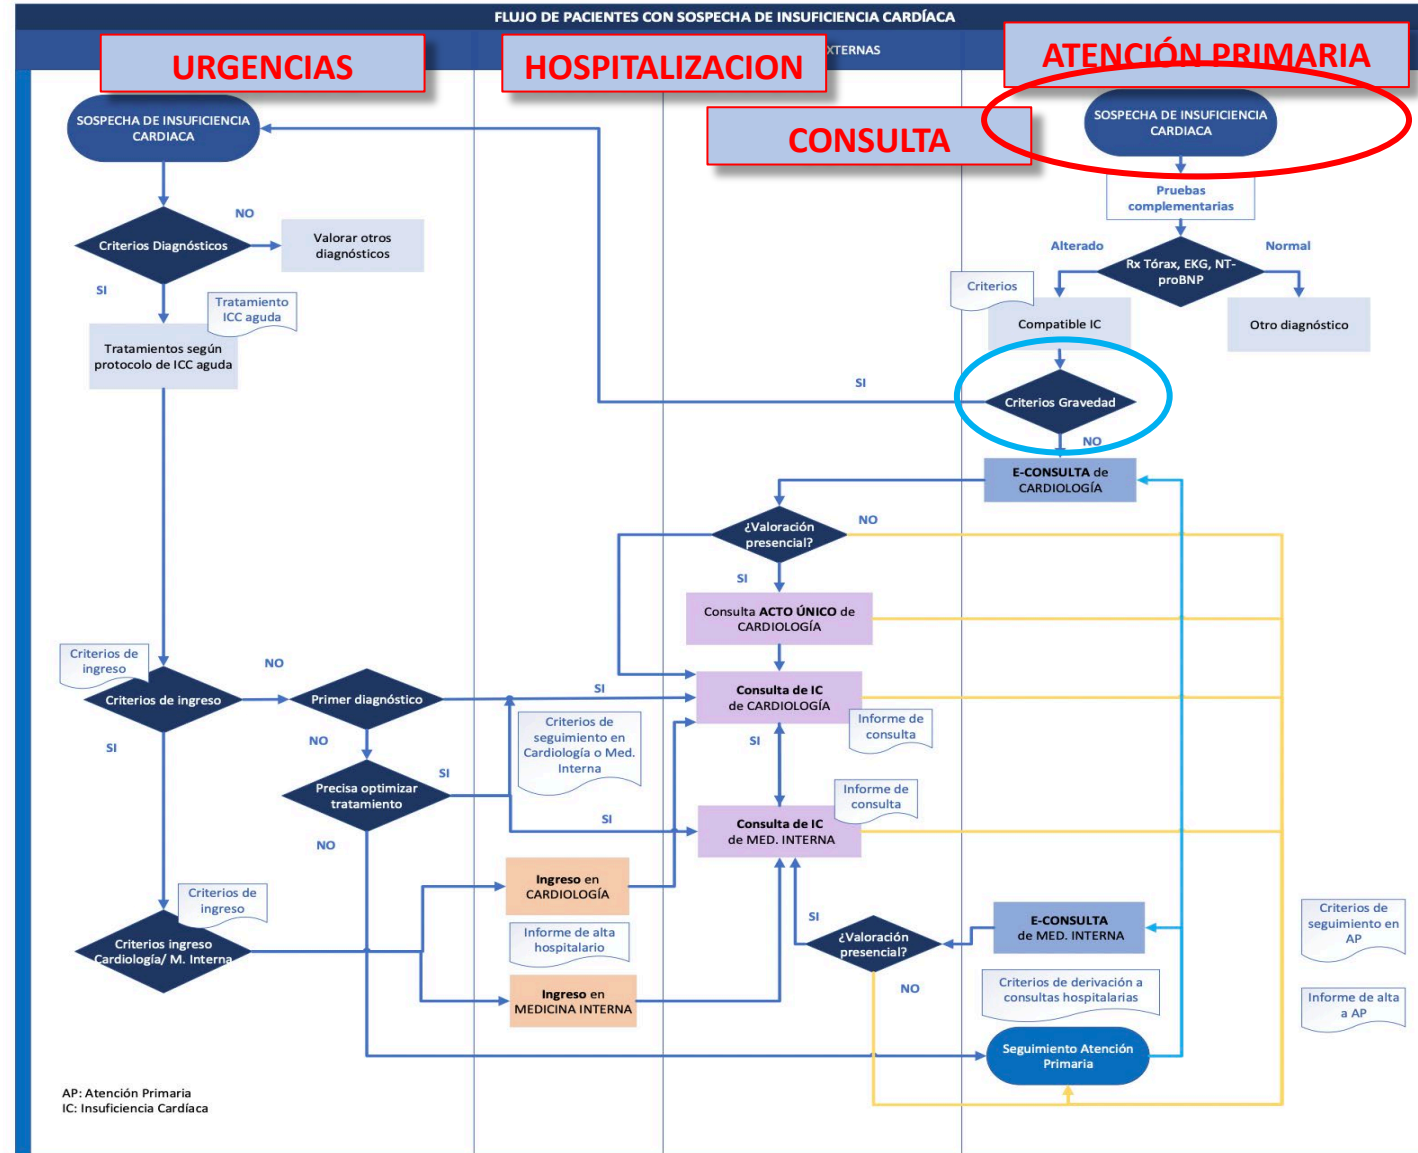 FLUJO DE PACIENTES CON SOSPECHA DE INSUFICIENCIA CARDÍACA
URGENCIAS
HOSPITALIZACION
XTERNAS
ATENCIÓN PRIMARIA
CONSULTA
SOSPECHA DE INSUFICIENCIA
CARDIACA
SOSPECHA DE INSUFICIENCIA
CARDIACA
Pruebas
complementarias
NO
Criterios Diagnósticos
Valorar otros
diagnósticos
Alterado
Normal
Rx Tórax, EKG, NT-
proBNP
SI
Tratamiento
ICC aguda
Criterios
Compatible IC
Otro diagnóstico
Tratamientos según
protocolo de ICC aguda
SI
Criterios Gravedad
NO
E-CONSULTA de
CARDIOLOGÍA
¿Valoración
presencial?
NO
SI
Consulta ACTO ÚNICO de
CARDIOLOGÍA
Criterios de
ingreso
Criterios de ingreso
NO
Primer diagnóstico
SI
Consulta de IC
de CARDIOLOGÍA
Informe de
consulta
SI
NO
Criterios de
seguimiento en
Cardiología o Med.
Interna
SI
Precisa optimizar
tratamiento
SI
SI
NO
Informe de
consulta
Consulta de IC
de MED. INTERNA
Ingreso en
CARDIOLOGÍA
Criterios de
ingreso
Criterios ingreso
Cardiología/ M. Interna
Informe de alta
hospitalario
Ingreso en
MEDICINA INTERNA
SI
¿Valoración
presencial?
NO
E-CONSULTA
de MED. INTERNA
Criterios de derivación a
consultas hospitalarias
Criterios de
seguimiento en
AP
Informe de alta
a AP
Seguimiento Atención
Primaria
AP: Atención Primaria
IC: Insuficiencia Cardíaca